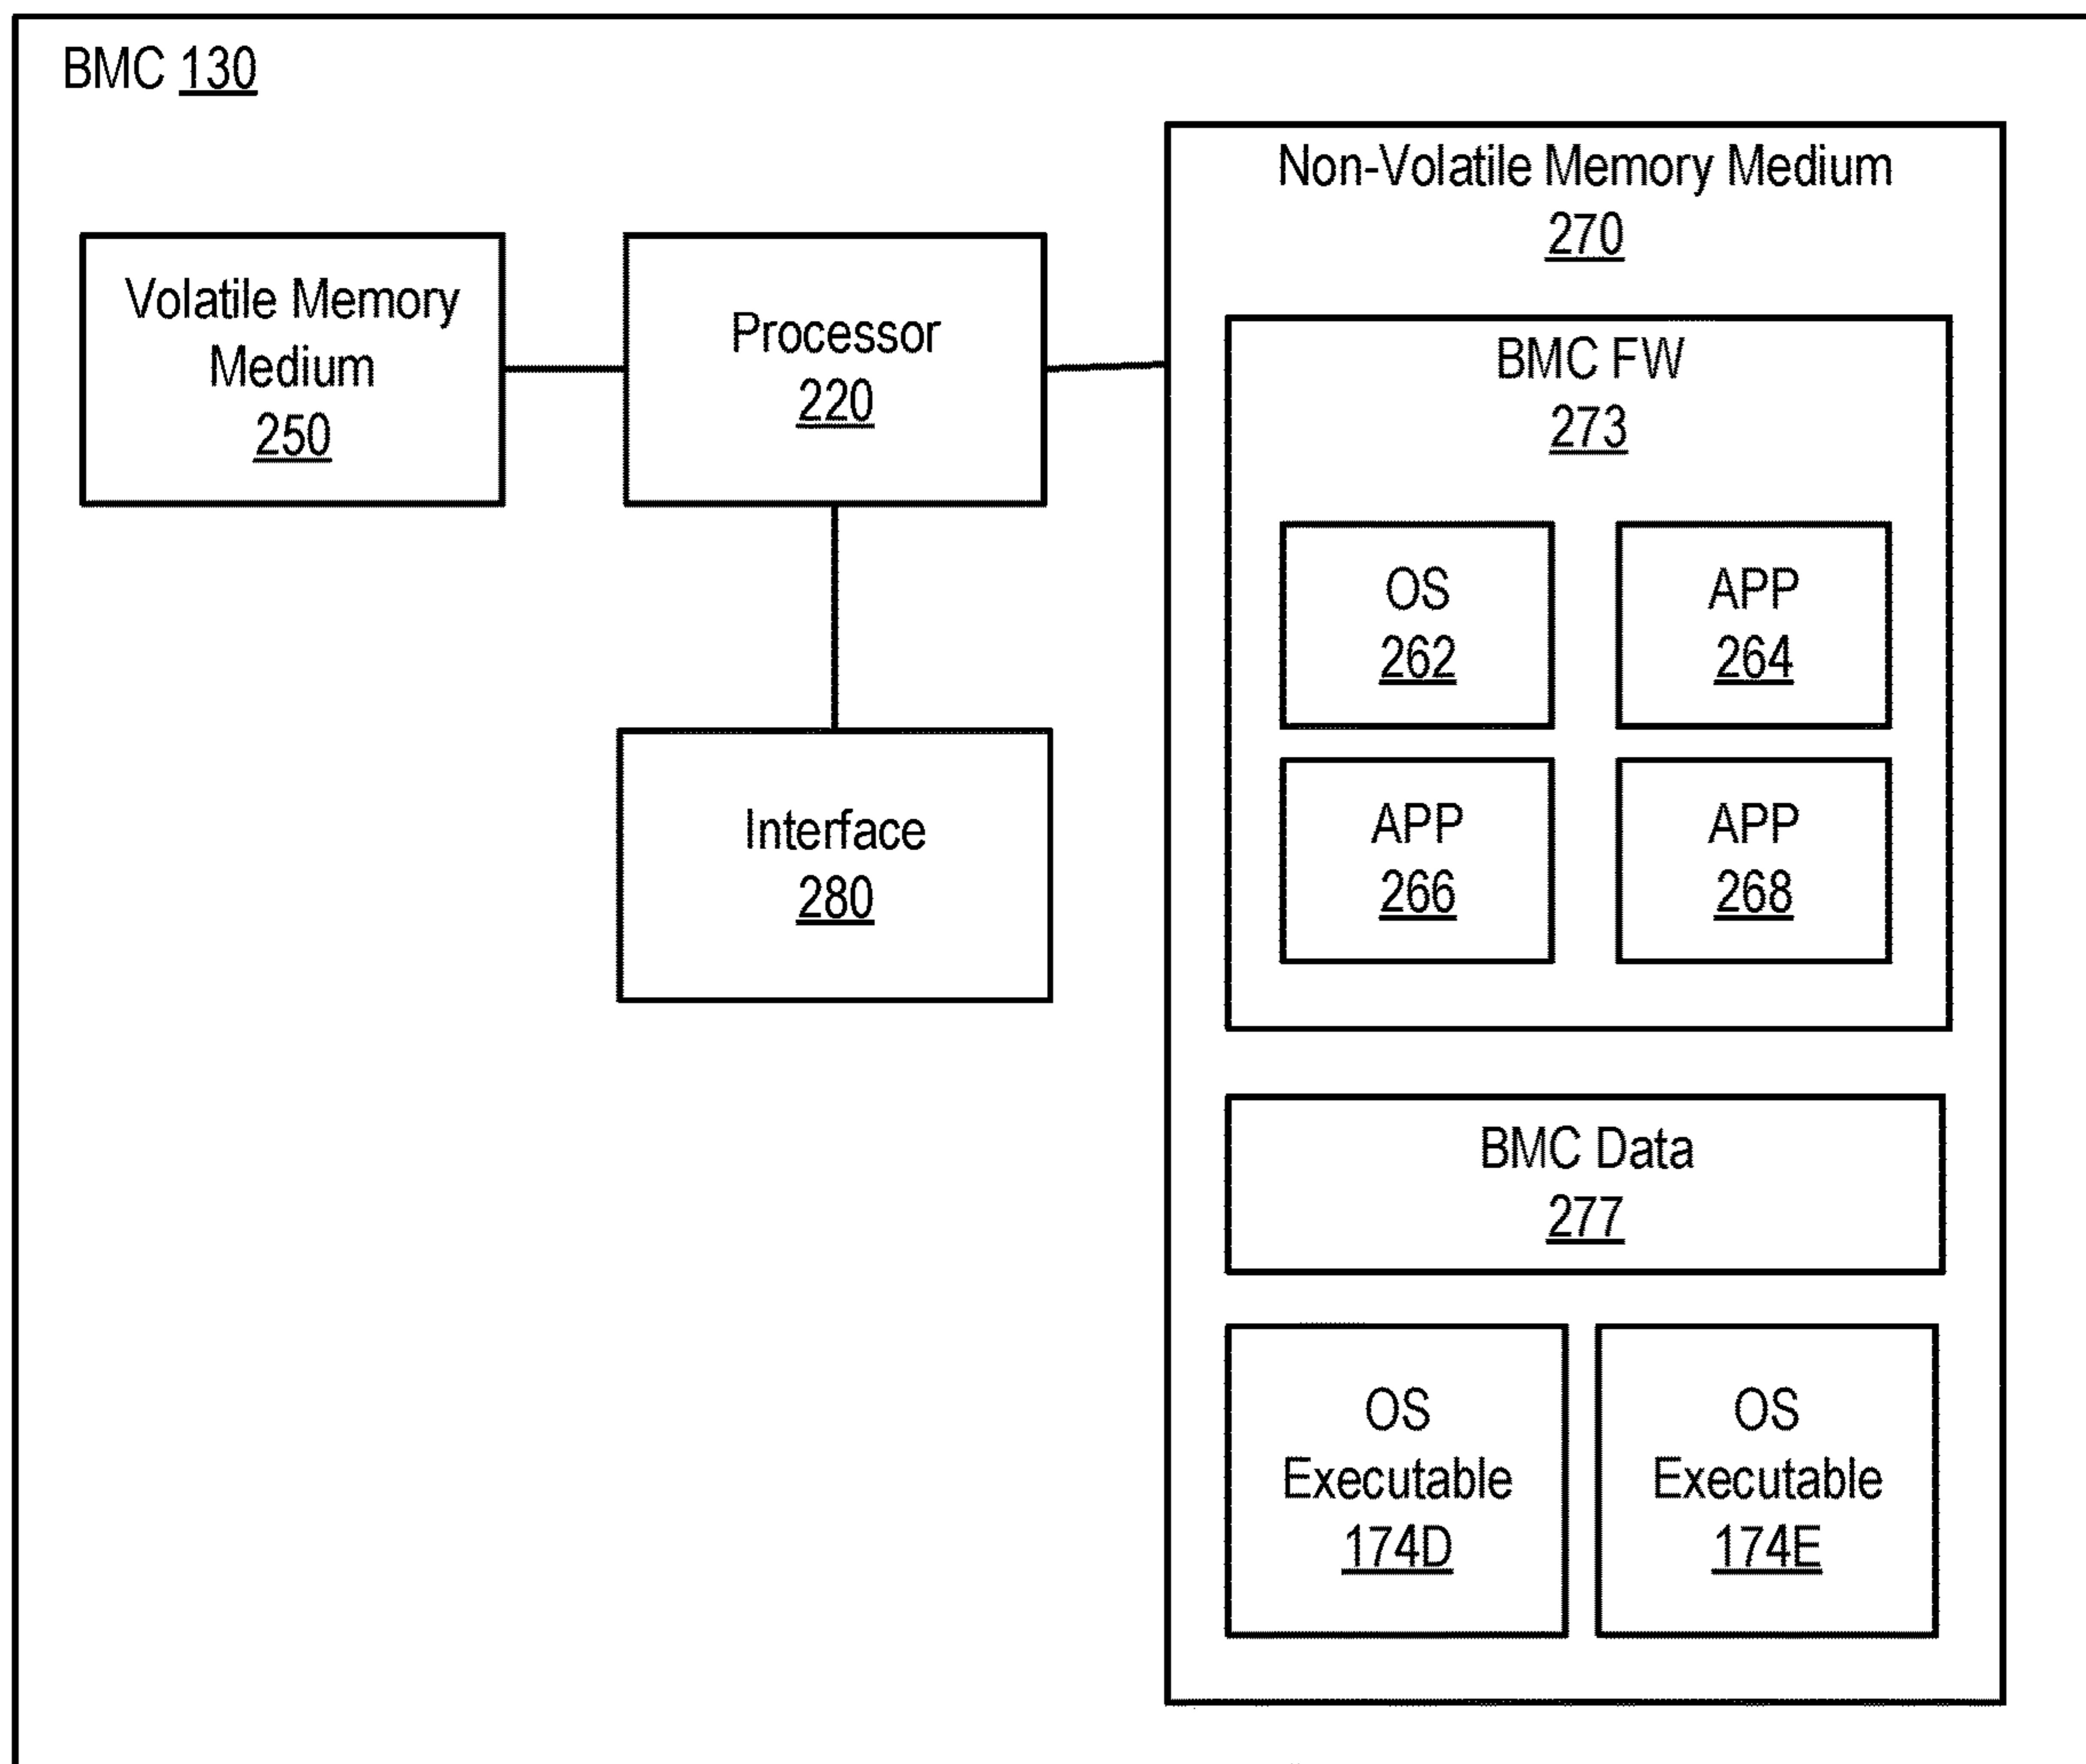 BMC 130
Non-Volatile Memory Medium
270
Volatile Memory
Medium
250
Processor
220
BMC FW
273
OS
262
APP
264
APP
266
APP
268
Interface
280
BMC Data
277
OS
Executable
174D
OS
Executable
174E